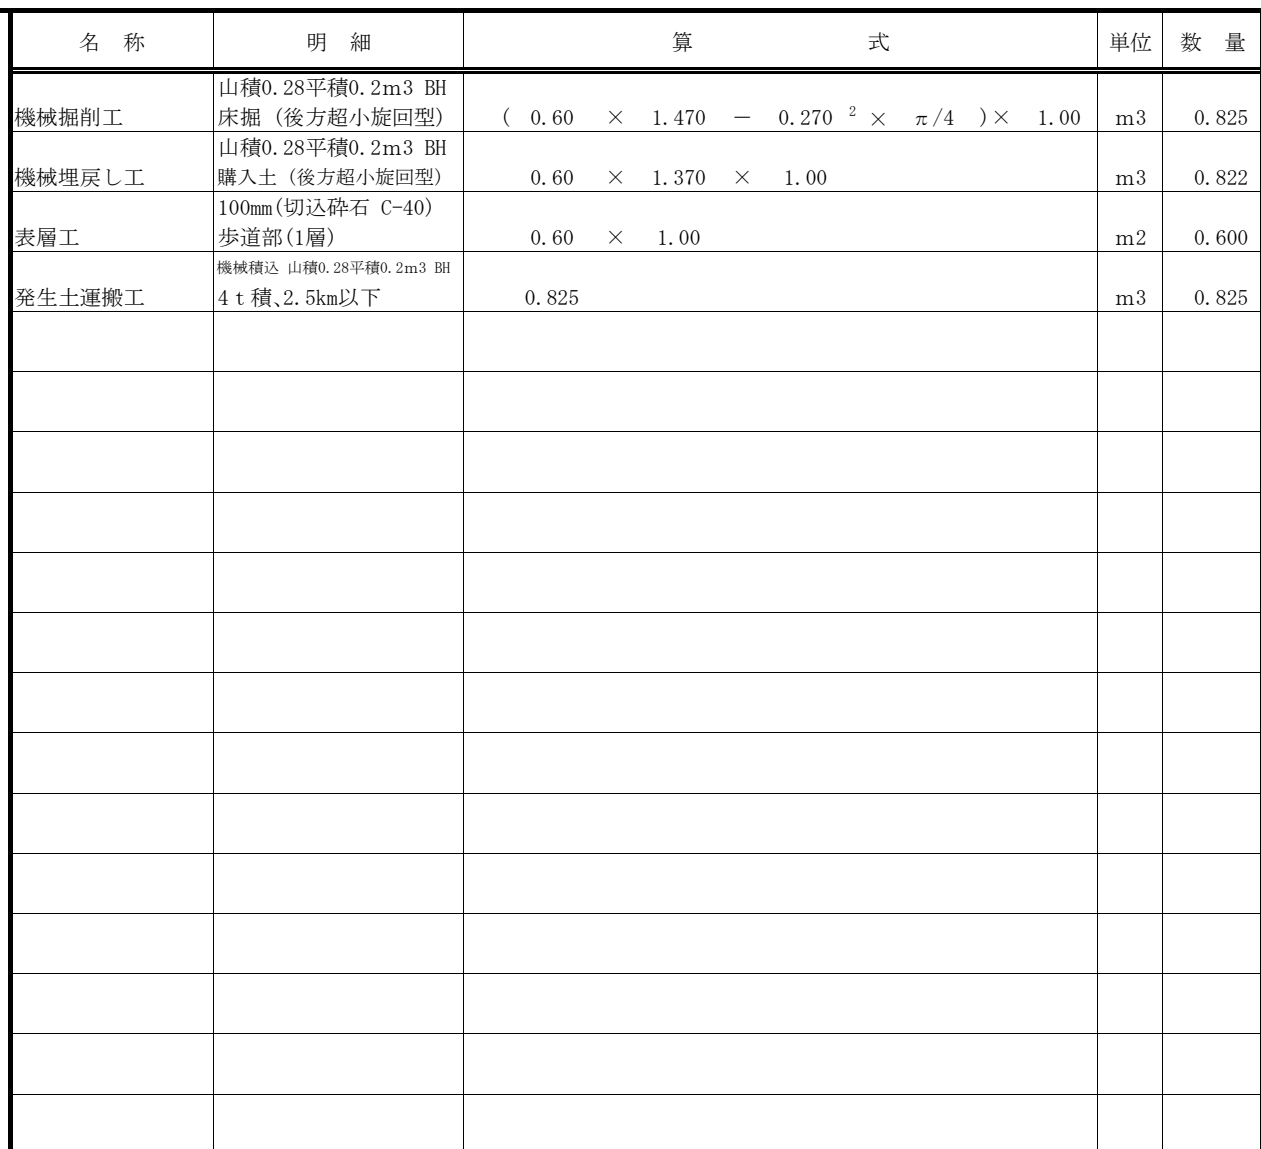 名 称 明 細 算 式 単位 数 量
山積0.28平積0.2m3 BH
機械掘削工 床掘（後方超小旋回型） ( 0.60 × 1.470 － 0.270 ² × π/4 )× 1.00 m3 0.825
山積0.28平積0.2m3 BH
機械埋戻し工 購入土（後方超小旋回型） 0.60 × 1.370 × 1.00 m3 0.822
100mm(切込砕石 C-40)
表層工 歩道部(1層) 0.60 × 1.00 m2 0.600
機械積込 山積0.28平積0.2m3 BH
発生土運搬工 4ｔ積、2.5km以下 0.825 m3 0.825